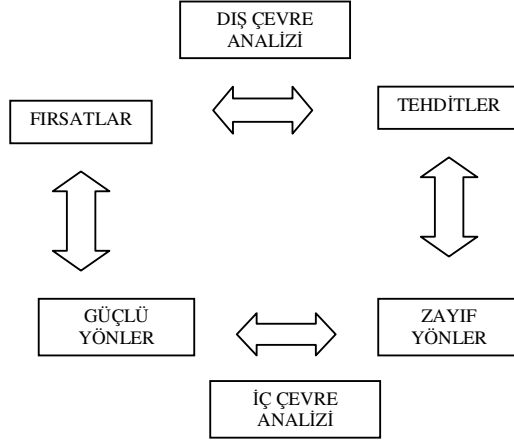 DIŞ ÇEVRE
ANALİZİ
FIRSATLAR
TEHDİTLER
GÜÇLÜ
YÖNLER
ZAYIF
YÖNLER
İÇ ÇEVRE
ANALİZİ